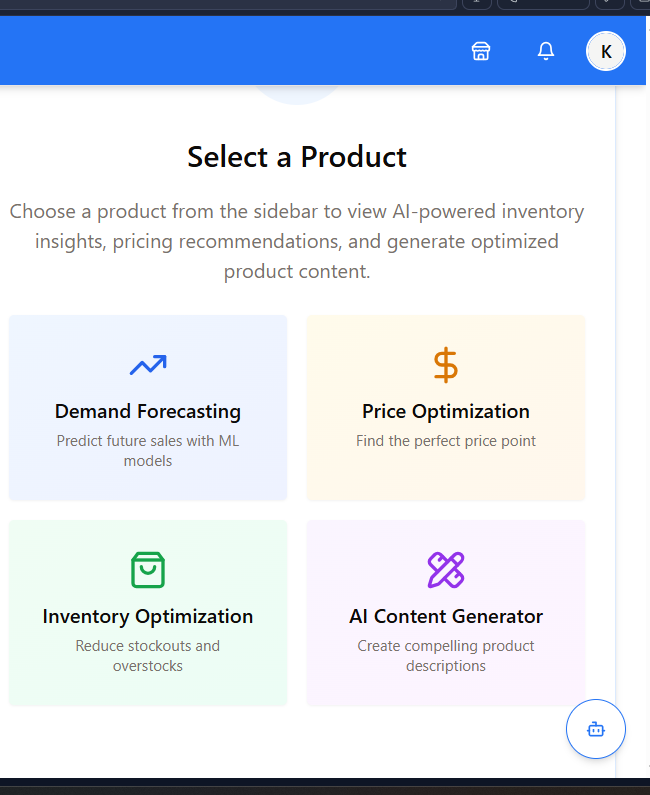 K
Select a Product
Choose a product from the sidebar to view AI-powered inventory
insights, pricing recommendations, and generate optimized
product content.
Demand Forecasting
Predict future sales with ML
models
Price Optimization
Find the perfect price point
Inventory Optimization
Reduce stockouts and
overstocks
AI Content Generator
Create compelling product
descriptions